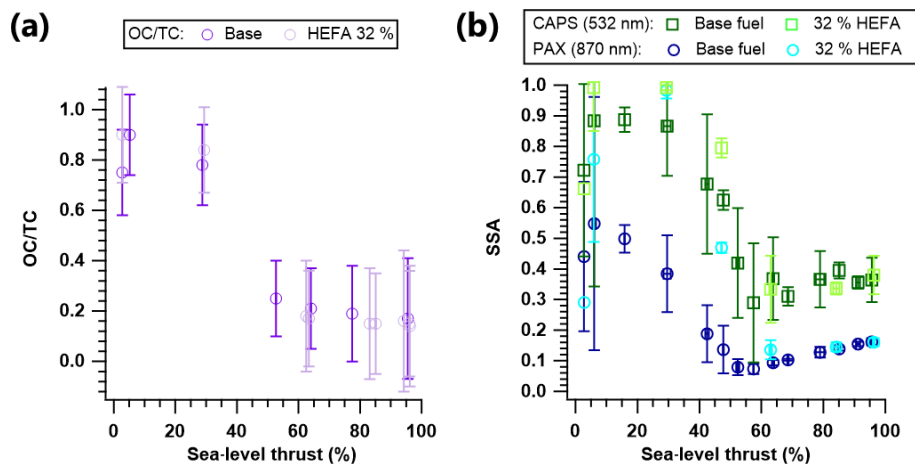 (a)
OC/TC: Base HEFA 32 %
OC/TC
1.0
0.8
0.6
0.4
0.2
0.0
0 20 40 60 80 100
Sea-level thrust (%)
(b)
CAPS (532 nm): Base fuel 32 % HEFA
PAX (870 nm): Base fuel 32 % HEFA
SSA
1.0
0.9
0.8
0.7
0.6
0.5
0.4
0.3
0.2
0.1
0.0
0 20 40 60 80 100
Sea-level thrust (%)